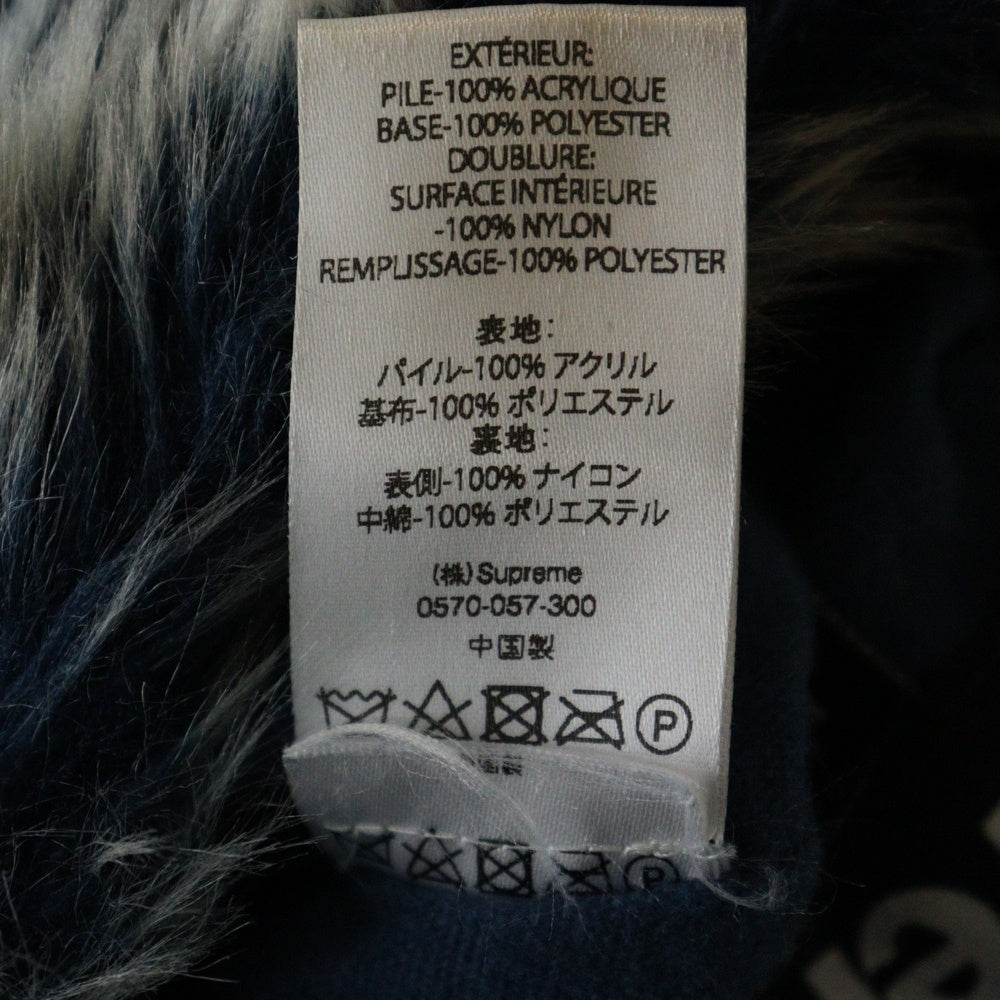 EXTÉRIEUR:
PILE-100% ACRYLIQUE
BASE-100% POLYESTER
DOUBLURE:
SURFACE INTÉRIEURE
-100% NYLON
REMPLISSAGE-100% POLYESTER
表地:
パイル-100% アクリル
基布-100% ポリエステル
裏地:
表側-100% ナイロン
中綿-100% ポリエステル
(株)Supreme
0570-057-300
中国製
P
国製
P